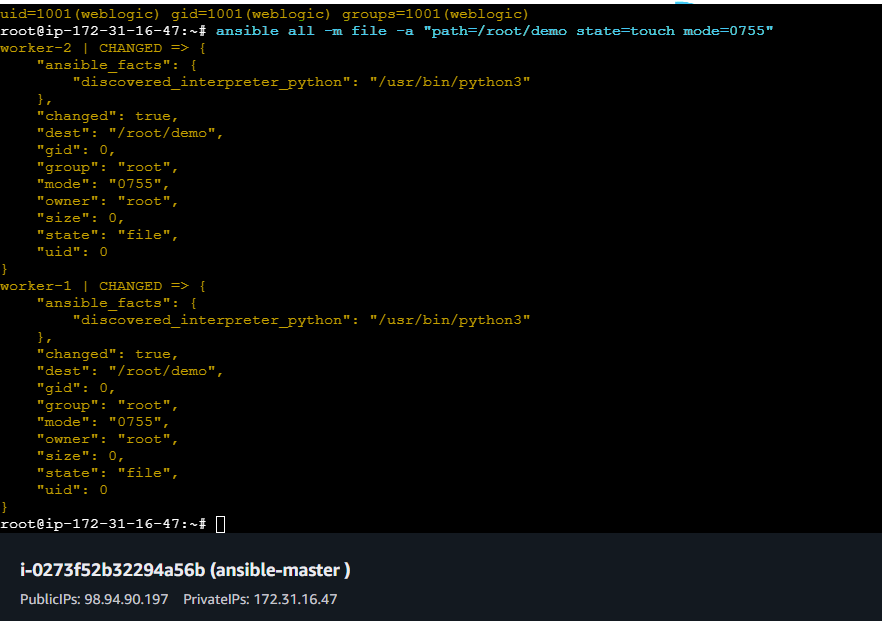 uid=1001(weblogic) gid=1001(weblogic) groups=1001(weblogic)
root@ip-172-31-16-47:~# ansible all -m file -a "path=/root/demo state=touch mode=0755"
worker-2 | CHANGED => {
    "ansible_facts": {
        "discovered_interpreter_python": "/usr/bin/python3"
    },
    "changed": true,
    "dest": "/root/demo",
    "gid": 0,
    "group": "root",
    "mode": "0755",
    "owner": "root",
    "size": 0,
    "state": "file",
    "uid": 0
}
worker-1 | CHANGED => {
    "ansible_facts": {
        "discovered_interpreter_python": "/usr/bin/python3"
    },
    "changed": true,
    "dest": "/root/demo",
    "gid": 0,
    "group": "root",
    "mode": "0755",
    "owner": "root",
    "size": 0,
    "state": "file",
    "uid": 0
}
root@ip-172-31-16-47:~#
i-0273f52b32294a56b (ansible-master )
PublicIPs: 98.94.90.197 PrivateIPs: 172.31.16.47